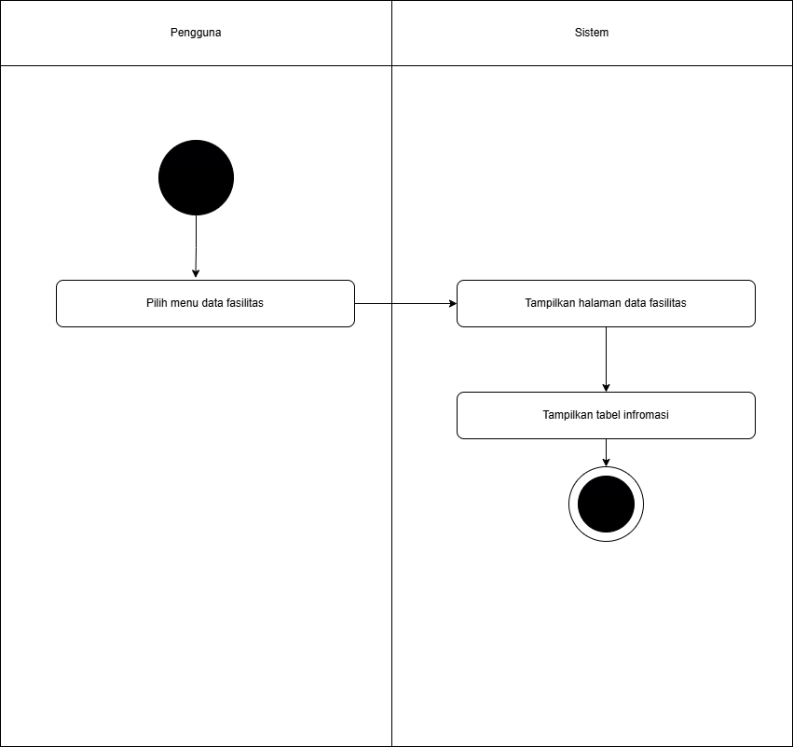 Pengguna
Sistem
Pilih menu data fasilitas
Tampilkan halaman data fasilitas
Tampilkan tabel infromasi